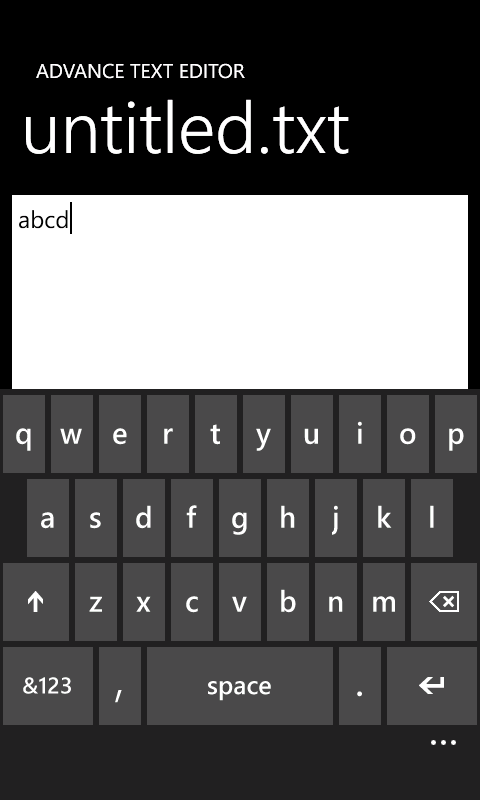 ADVANCE TEXT EDITOR
untitled.txt
abcd
q w e r t y u i o p
a s d f g h j k l
z x c v b n m
&123 , space .